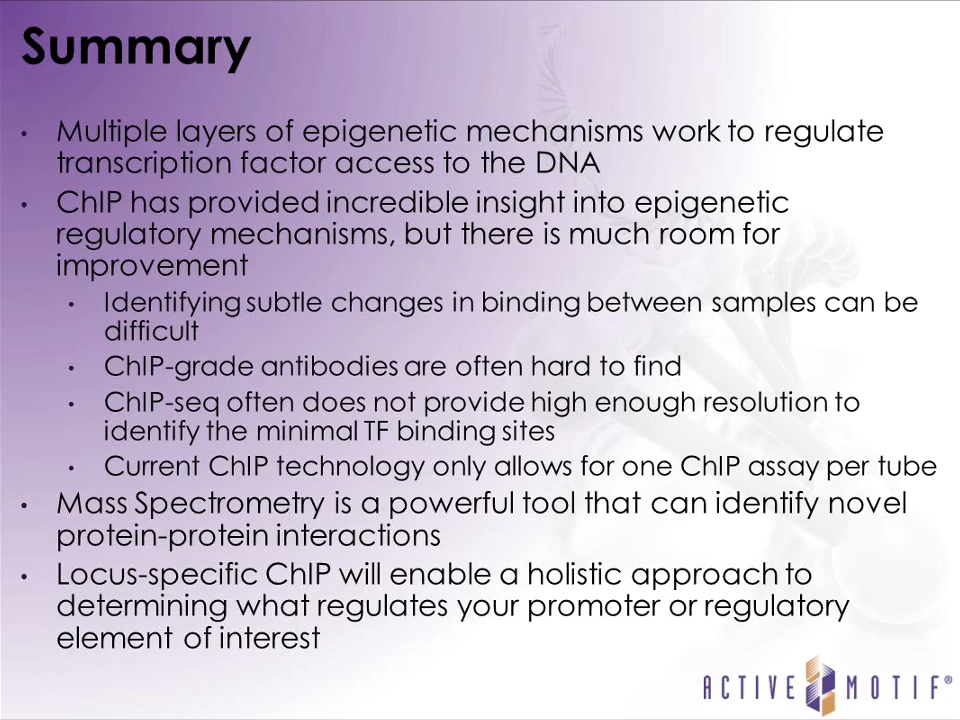 Summary
• Multiple layers of epigenetic mechanisms work to regulate
transcription factor access to the DNA
• ChIP has provided incredible insight into epigenetic
regulatory mechanisms, but there is much room for
improvement
• Identifying subtle changes in binding between samples can be
difficult
• ChIP-grade antibodies are often hard to find
• ChIP-seq often does not provide high enough resolution to
identify the minimal TF binding sites
• Current ChIP technology only allows for one ChIP assay per tube
• Mass Spectrometry is a powerful tool that can identify novel
protein-protein interactions
• Locus-specific ChIP will enable a holistic approach to
determining what regulates your promoter or regulatory
element of interest
ACTIVE MOTIF®